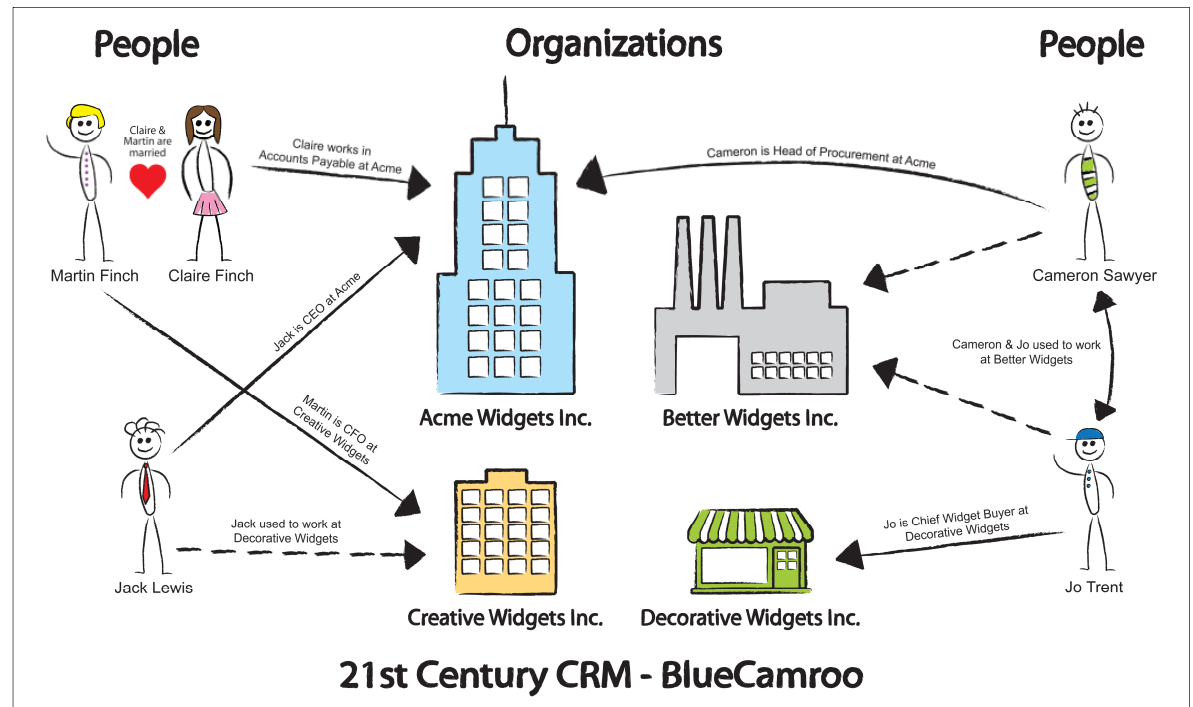 People
Organizations
People
Claire &
Martin are
married
Claire works in
Accounts Payable at Acme
Cameron is Head of Procurement at Acme
Martin Finch
Claire Finch
Cameron Sawyer
Jack is CEO at Acme
Cameron & Jo used to work
at Better Widgets
Martin is CFO at
Creative Widgets
Acme Widgets Inc.
Better Widgets Inc.
Jack used to work at
Decorative Widgets
Jo is Chief Widget Buyer at
Decorative Widgets
Jack Lewis
Jo Trent
Creative Widgets Inc.
Decorative Widgets Inc.
21st Century CRM - BlueCamroo